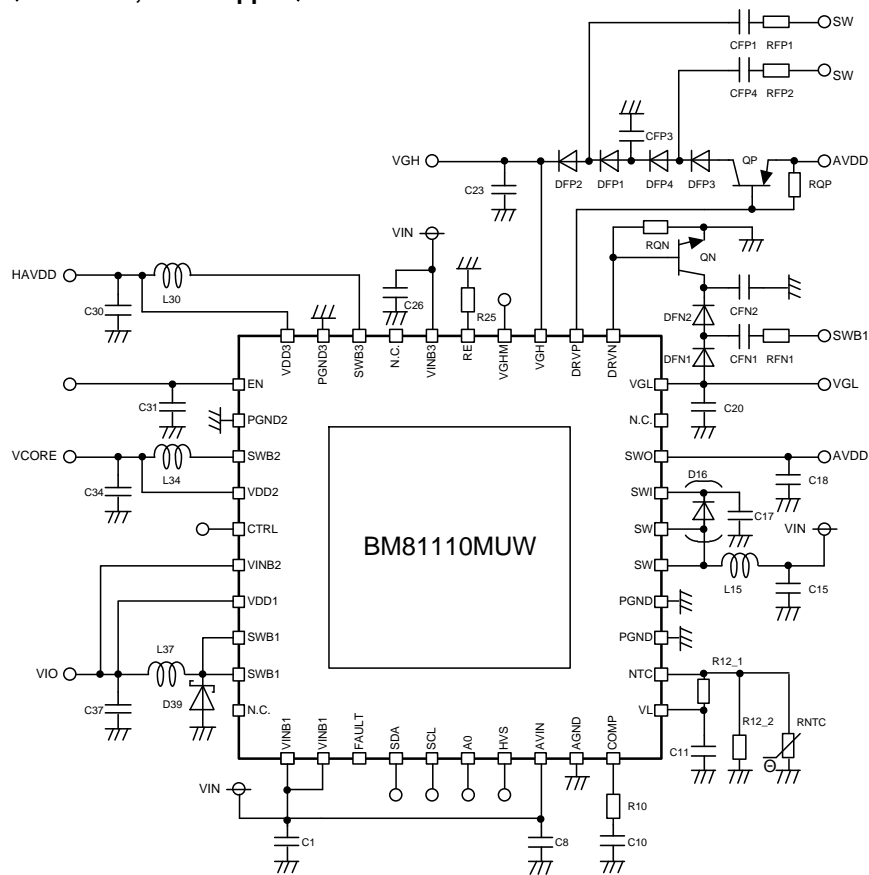 SW
CFP1 RFP1
SW
CFP4 RFP2
CFP3
QP
VGH
AVDD
DFP2 DFP1 DFP4 DFP3
C23
RQP
VIN
RQN
QN
HAVDD
L30
C30
C26
R25
CFN2
DFN2
SWB1
DFN1
CFN1 RFN1
VDD3
PGND3
SWB3
N.C.
VINB3
RE
VGHM
VGH
DRVP
DRVN
EN
VGL
VGL
C31
C20
PGND2
N.C.
VCORE
SWB2
SWO
AVDD
L34
D16
C18
C34
VDD2
SWI
C17
VIN
CTRL
SW
BM81110MUW
VINB2
SW
L15
C15
VDD1
PGND
SWB1
PGND
L37
VIO
SWB1
NTC
R12_1
C37
D39
N.C.
VL
R12_2
RNTC
C11
VINB1
VINB1
FAULT
SDA
SCL
A0
HVS
AVIN
AGND
COMP
VIN
R10
C1
C8
C10